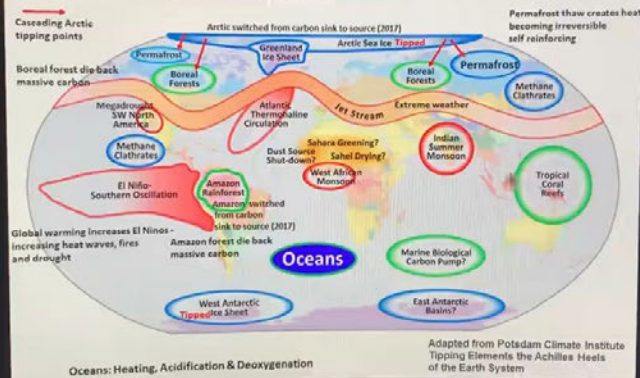 Cascading Arctic
tipping points
Arctic switched from carbon sink to source (2017)
Permafrost thaw creates heat
becoming irreversible
self reinforcing
Arctic Sea Ice Tipped
Permafrost
Greenland
Ice Sheet
Permafrost
Boreal forest die back
massive carbon
Boreal
Forests
Boreal
Forests
Methane
Clathrates
Megadrought
SW North
America
Atlantic
Thermohaline
Circulation
Jet Stream
Extreme weather
Methane
Clathrates
Sahara Greening?
Dust Source
Shut-down?
Sahel Drying?
Indian
Summer
Monsoon
West African
Monsoon
El Niño-
Southern Oscillation
Amazon
Rainforest
Tropical
Coral
Reefs
Amazon switched
from carbon
sink to source (2017)
Global warming increases El Ninos -
increasing heat waves, fires
and drought
Amazon forest die back
massive carbon
Oceans
Marine Biological
Carbon Pump?
West Antarctic
Tipped Ice Sheet
East Antarctic
Basins?
Oceans: Heating, Acidification & Deoxygenation
Adapted from Potsdam Climate Institute
Tipping Elements the Achilles Heels
of the Earth System